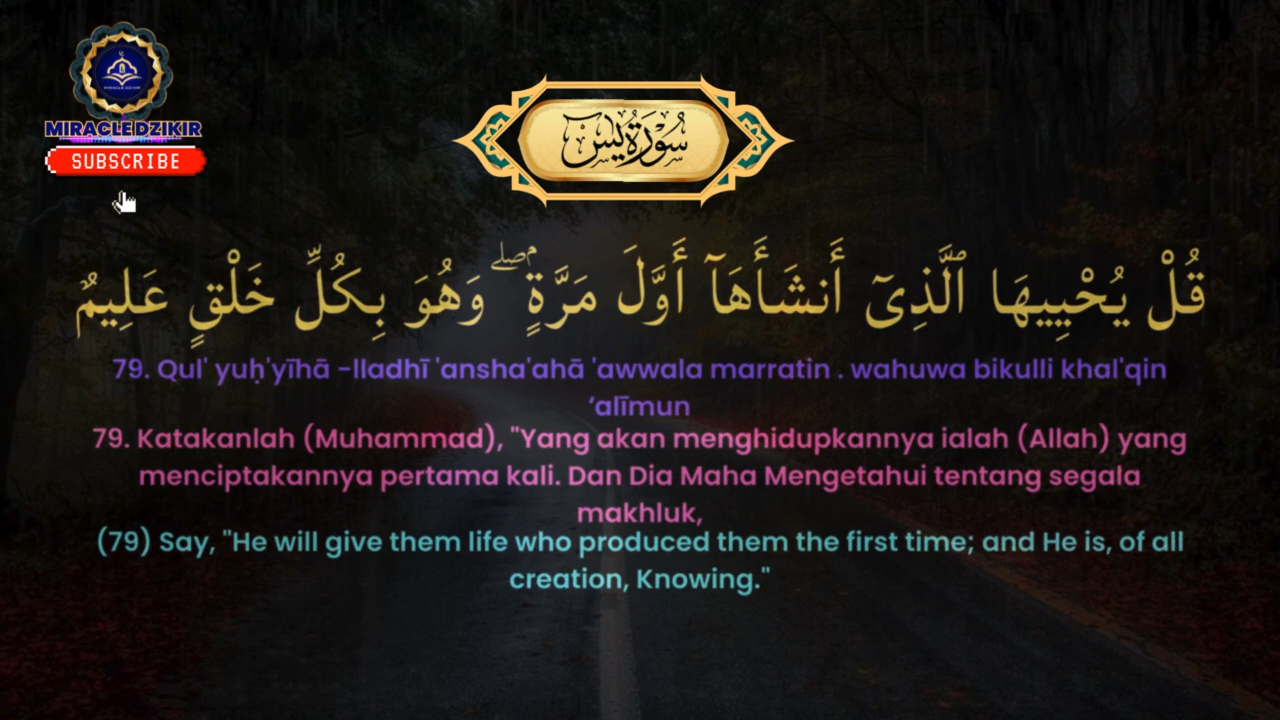 MIRACLE DZIKIR
MIRACLEDZIKIR
SUBSCRIBE
سُوْرَةُ يٰسٓ
قُلْ يُحْيِيهَا ٱلَّذِىٓ أَنشَأَهَآ أَوَّلَ مَرَّةٍۢ ۖ وَهُوَ بِكُلِّ خَلْقٍ عَلِيمٌ
79. Qul' yuḥ'yīhā -lladhī 'ansha'ahā 'awwala marratin . wahuwa bikulli khal'qin
‘alīmun
79. Katakanlah (Muhammad), "Yang akan menghidupkannya ialah (Allah) yang
menciptakannya pertama kali. Dan Dia Maha Mengetahui tentang segala
makhluk,
(79) Say, "He will give them life who produced them the first time; and He is, of all
creation, Knowing."